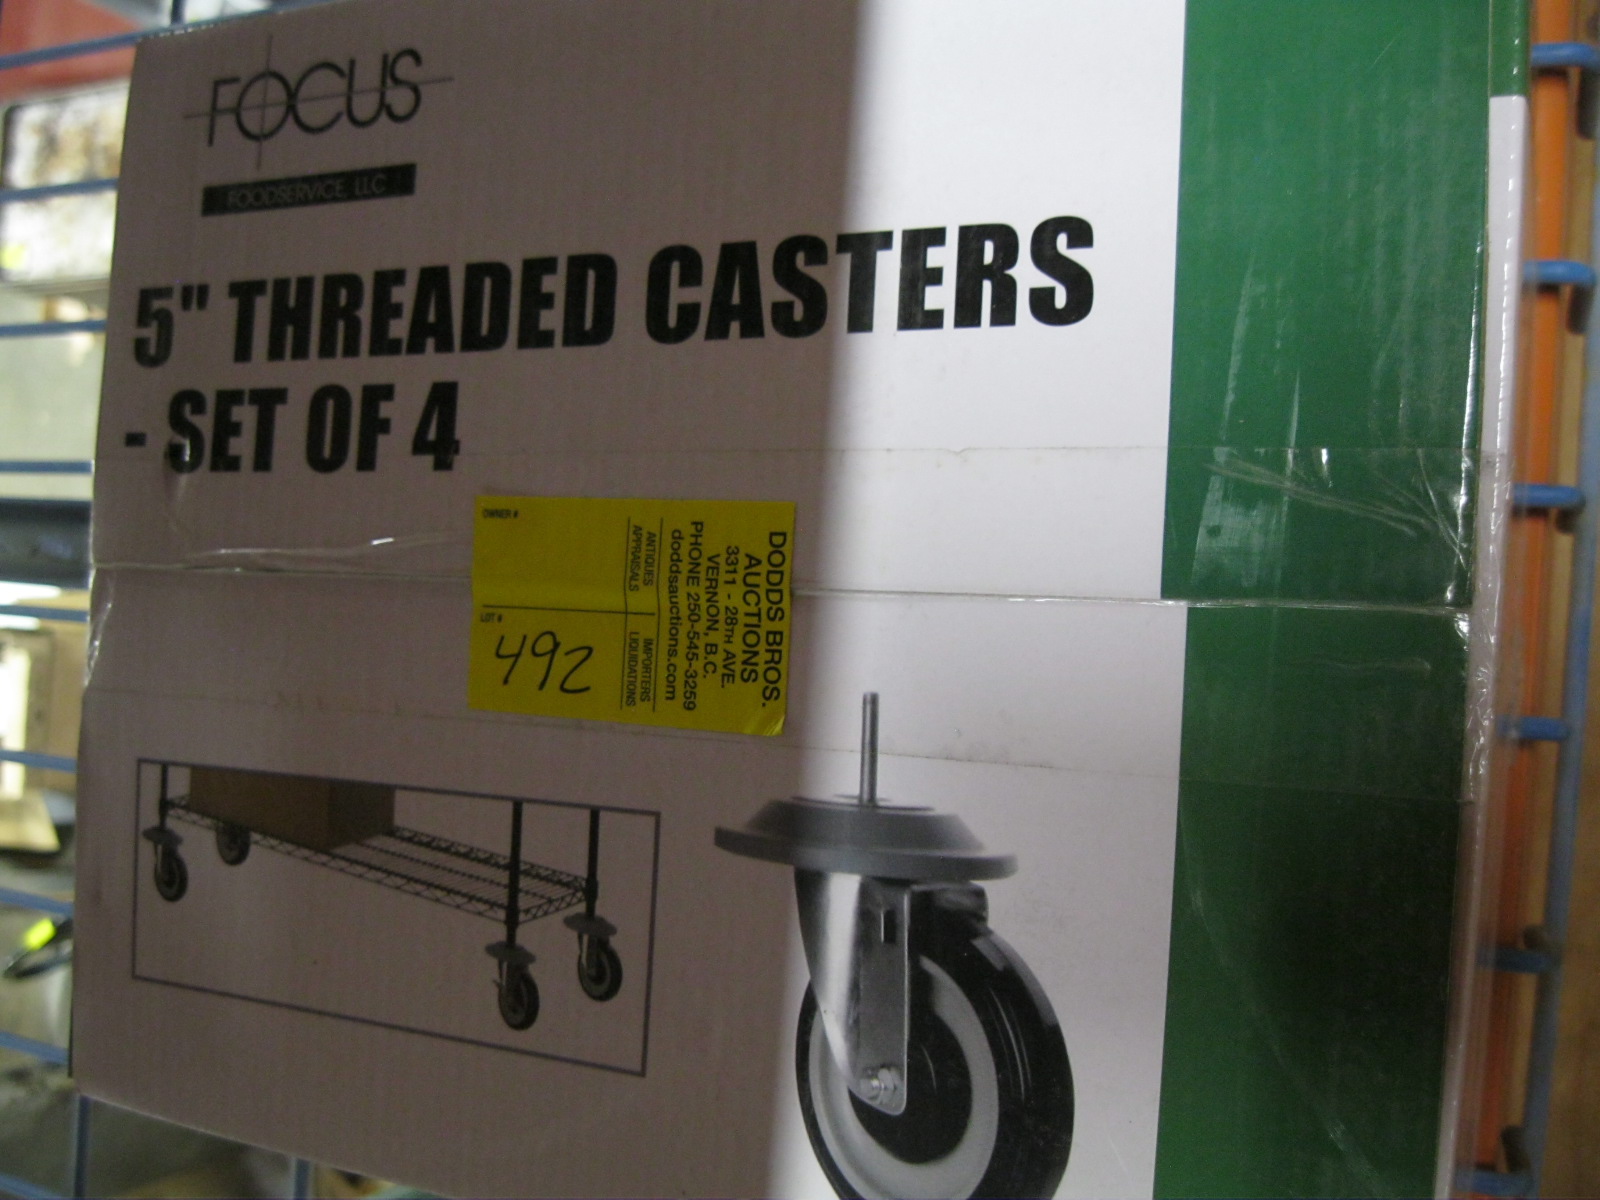 FOCUS
FOODSERVICE, LLC
5" THREADED CASTERS
- SET OF 4
DODDS BROS.
AUCTIONS
3311 - 28TH AVE.
VERNON, B.C.
PHONE 250-545-3259
doddsauctions.com
ANTIQUES IMPORTERS
APPRAISALS LIQUIDATIONS
OWNER # LOT #
492